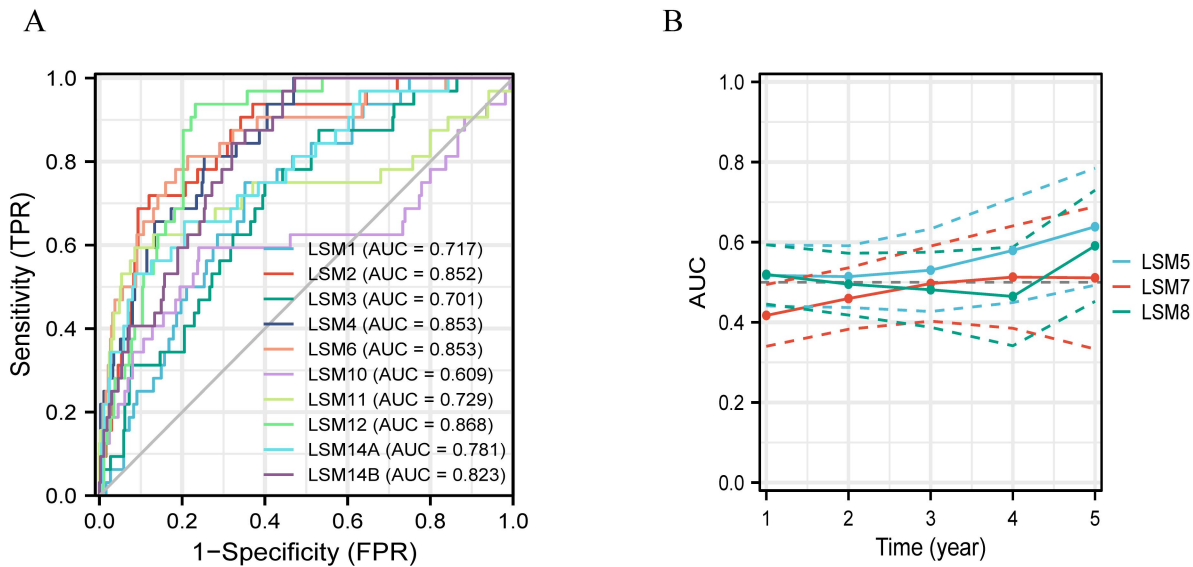 A
1.0
0.8
0.6
0.4
0.2
0.0
Sensitivity (TPR)
LSM1 (AUC = 0.717)
LSM2 (AUC = 0.852)
LSM3 (AUC = 0.701)
LSM4 (AUC = 0.853)
LSM6 (AUC = 0.853)
LSM10 (AUC = 0.609)
LSM11 (AUC = 0.729)
LSM12 (AUC = 0.868)
LSM14A (AUC = 0.781)
LSM14B (AUC = 0.823)
0.0 0.2 0.4 0.6 0.8 1.0
1−Specificity (FPR)
B
1.0
0.8
0.6
0.4
0.2
0.0
AUC
LSM5
LSM7
LSM8
1 2 3 4 5
Time (year)